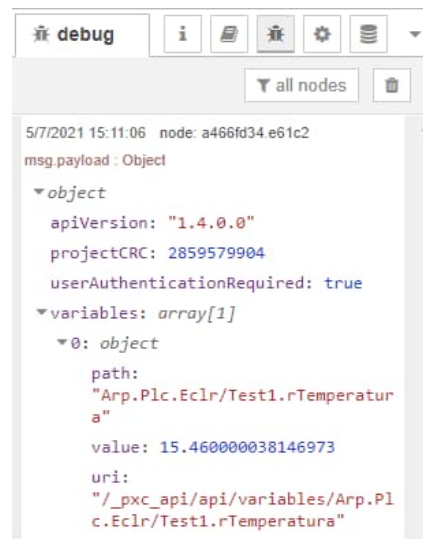 debug
i
all nodes
5/7/2021 15:11:06 node: a466fd34.e61c2
msg.payload : Object
object
apiVersion: "1.4.0.0"
projectCRC: 2859579904
userAuthenticationRequired: true
variables: array[1]
0: object
path:
"Arp.Plc.Eclr/Test1.rTemperatur
a"
value: 15.460000038146973
uri:
"/_pxc_api/api/variables/Arp.Pl
c.Eclr/Test1.rTemperatura"